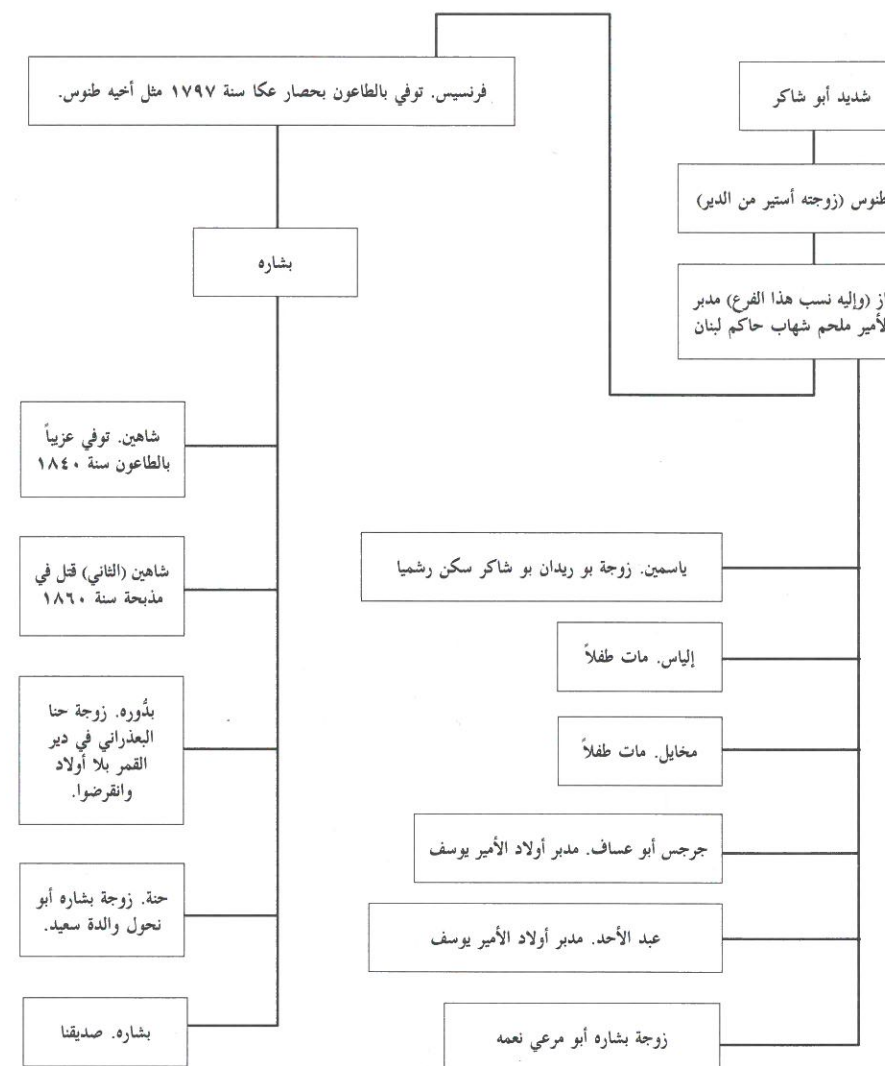 شديد أبو شاكر
طنوس (زوجته أستير من الدير)
(وإليه نسب هذا الفرع) مدبر
الأمير ملحم شهاب حاكم لبنان
ياسمين. زوجة بو ريدان بو شاكر سكن رشميا
إلياس. مات طفلاً
مخايل. مات طفلاً
جرجس أبو عساف. مدبر أولاد الأمير يوسف
عبد الأحد. مدبر أولاد الأمير يوسف
زوجة بشاره أبو مرعي نعمه
فرنسيس. توفي بالطاعون بحصار عكا سنة ١٧٩٧ مثل أخيه طنوس.
بشاره
شاهين. توفي عزيباً
بالطاعون سنة ١٨٤٠
شاهين (الثاني) قتل في
مذبحة سنة ١٨٦٠
بدُّوره. زوجة حنا
البعذراني في دير
القمر بلا أولاد
وانقرضوا.
حنة. زوجة بشاره أبو
نحول والدة سعيد.
بشاره. صديقنا